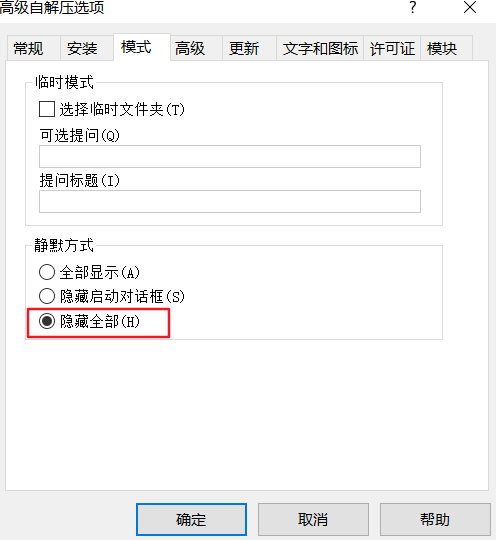 高级自解压选项 ?
常规 安装 模式 高级 更新 文字和图标 许可证 模块
临时模式
选择临时文件夹(T)
可选提问(Q)
提问标题(I)
静默方式
全部显示(A)
隐藏启动对话框(S)
隐藏全部(H)
确定 取消 帮助